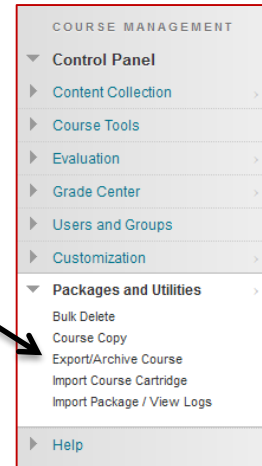 COURSE MANAGEMENT
Control Panel
Content Collection
Course Tools
Evaluation
Grade Center
Users and Groups
Customization
Packages and Utilities
Bulk Delete
Course Copy
Export/Archive Course
Import Course Cartridge
Import Package / View Logs
Help